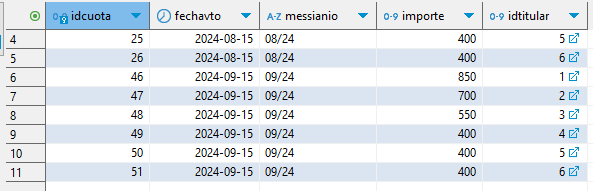 0-9 idcuota fechavto A-Z messianio 0-9 importe 0-9 idtitular
4 25 2024-08-15 08/24 400 5
5 26 2024-08-15 08/24 400 6
6 46 2024-09-15 09/24 850 1
7 47 2024-09-15 09/24 700 2
8 48 2024-09-15 09/24 550 3
9 49 2024-09-15 09/24 400 4
10 50 2024-09-15 09/24 400 5
11 51 2024-09-15 09/24 400 6